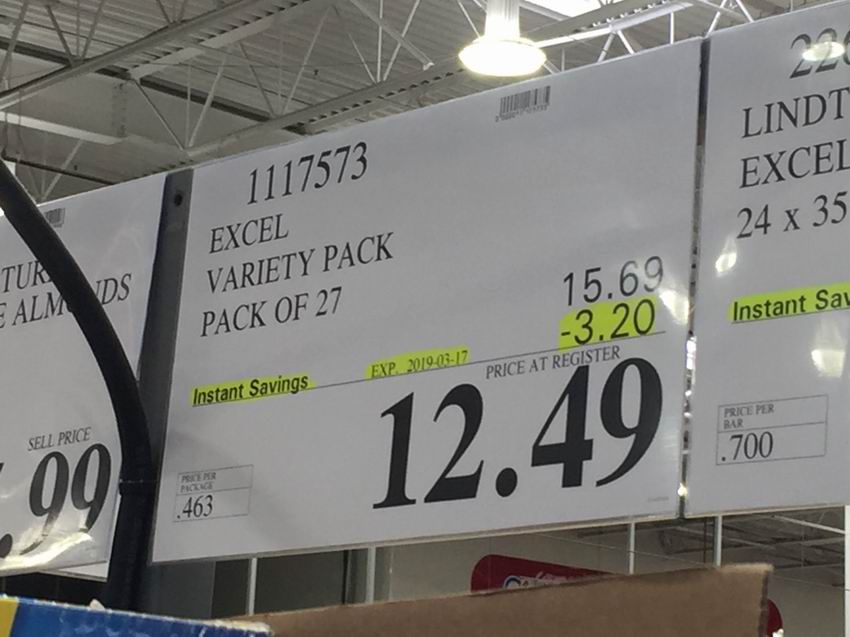 1117573
EXCEL
VARIETY PACK
PACK OF 27
15.69
-3.20
Instant Savings
EXP. 2019-03-17
PRICE AT REGISTER
12.49
PRICE PER
PACKAGE
.463
ALMONDS
SELL PRICE
.99
LINDT
EXCEL
24 x 35
Instant Sav
PRICE PER
BAR
.700